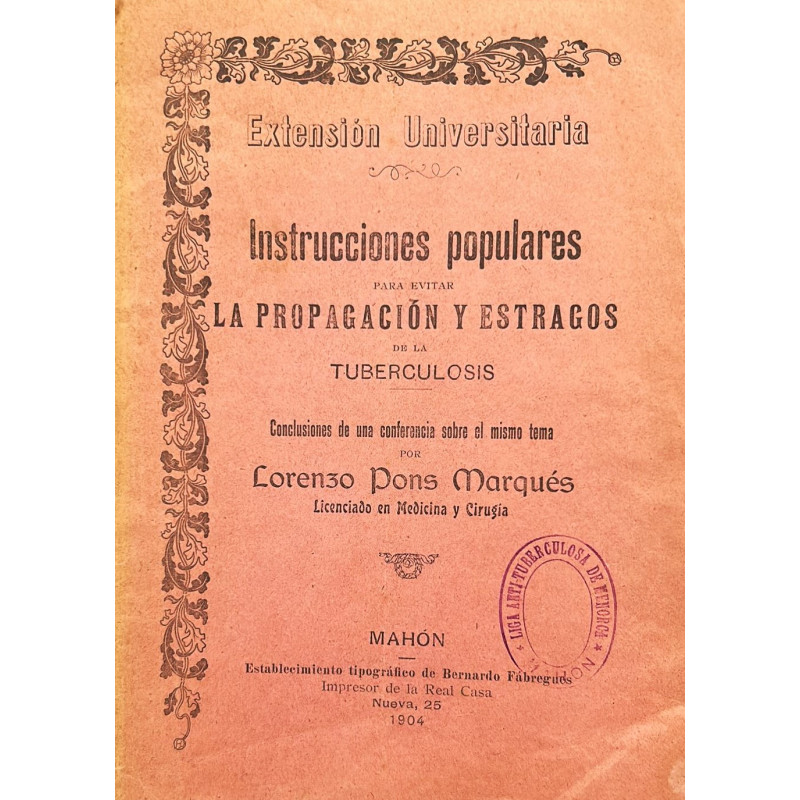 Extensión Universitaria
Instrucciones populares
PARA EVITAR
LA PROPAGACIÓN Y ESTRAGOS
DE LA
TUBERCULOSIS
Conclusiones de una conferencia sobre el mismo tema
POR
Lorenzo Pons Marqués
Licenciado en Medicina y Cirugía
LIGA ANTI-TUBERCULOSA DE MENORCA
MAHÓN
Establecimiento tipográfico de Bernardo Fábregues
Impresor de la Real Casa
Nueva, 25
1904